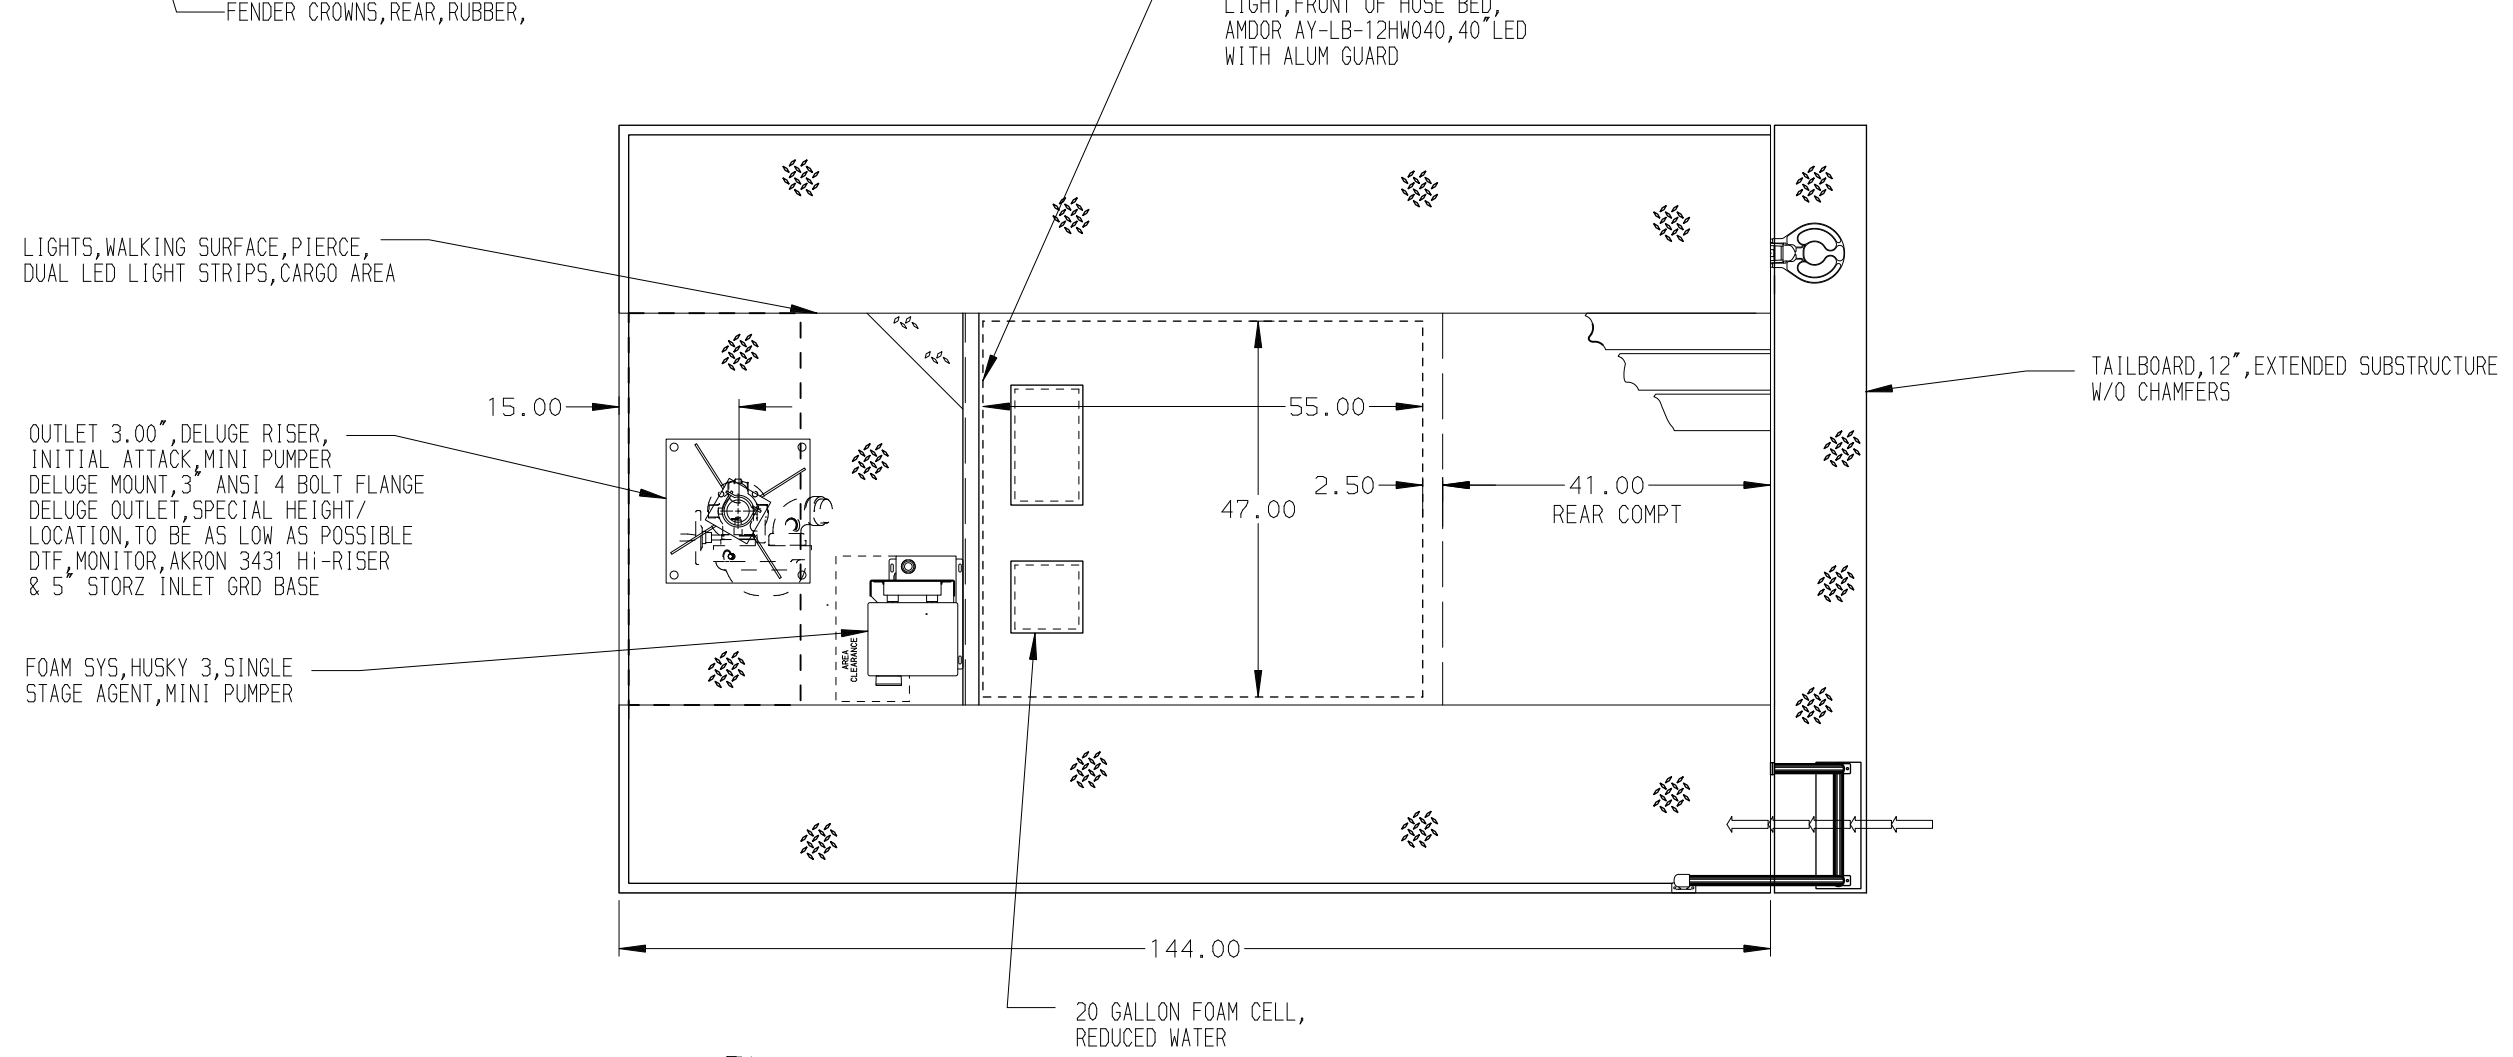 FENDER CROWNS,REAR,RUBBER,
LIGHT,FRONT OF HOSE BED,
AMDOR AY-LB-12HW040,40"LED
WITH ALUM GUARD
LIGHTS,WALKING SURFACE,PIERCE,
DUAL LED LIGHT STRIPS,CARGO AREA
TAILBOARD,12",EXTENDED SUBSTRUCTURE
W/O CHAMFERS
15.00
55.00
OUTLET 3.00",DELUGE RISER,
INITIAL ATTACK,MINI PUMPER
DELUGE MOUNT,3" ANSI 4 BOLT FLANGE
DELUGE OUTLET,SPECIAL HEIGHT/
LOCATION,TO BE AS LOW AS POSSIBLE
DTF,MONITOR,AKRON 3431 Hi-RISER
& 5" STORZ INLET GRD BASE
2.50
41.00
REAR COMPT
47.00
AREA
CLEARANCE
FOAM SYS,HUSKY 3,SINGLE
STAGE AGENT,MINI PUMPER
144.00
20 GALLON FOAM CELL,
REDUCED WATER